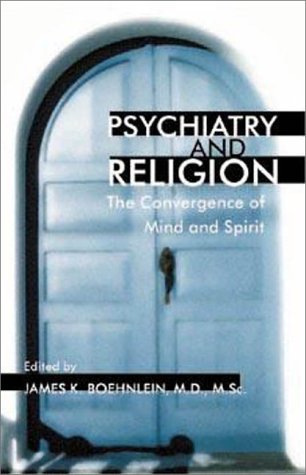 PSYCHIATRY
AND
RELIGION
The Convergence of
Mind and Spirit
Edited by
JAMES K. BOEHNLEIN, M.D., M.Sc.